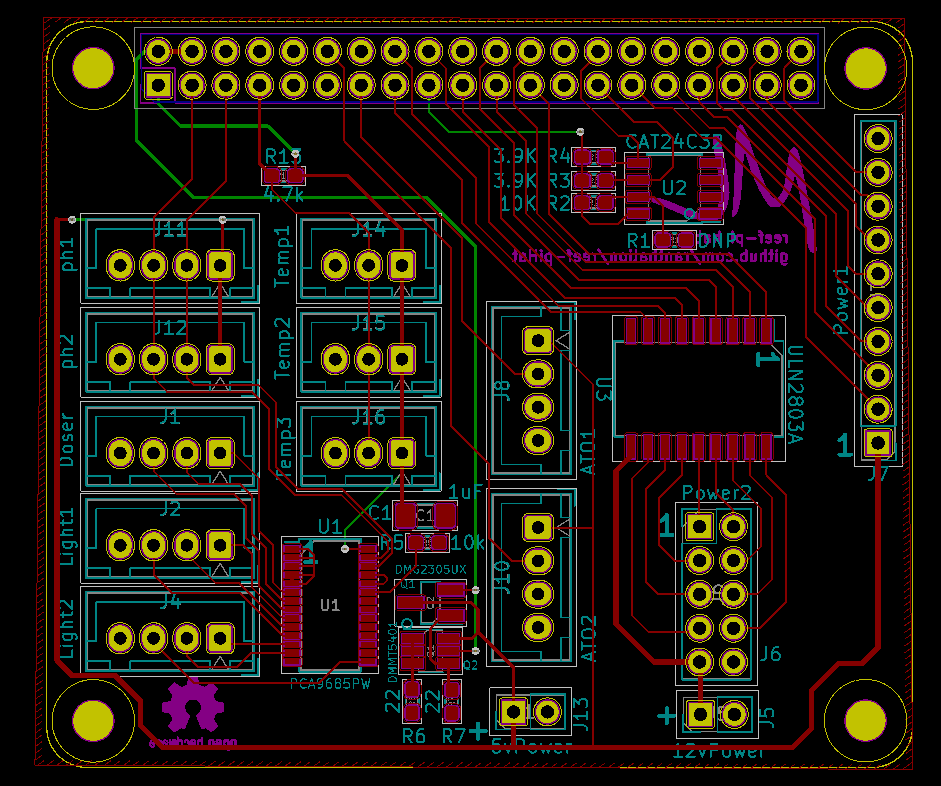 R13
4.7k
3.9K R4
3.9K R3
10K R2
CAT24C32
U2
R1
DNP
reef-pi hat
github.com/ranimation/reef-pihat
ph1
J11
Temp1
J14
ph2
J12
Temp2
J15
Doser
J1
Temp3
J16
Light1
J2
Light2
J4
U1
U1
PCA9685PW
C1
C1
1uF
R5
10k
DMG2305UX
Q1
DMMT5401
Q2
22
22
R6
R7
J8
ATO1
J10
ATO2
U3
1
ULN2803A
Power1
1
J7
Power2
1
J6
+
J13
5vPower
+
J5
12vPower
open hardware